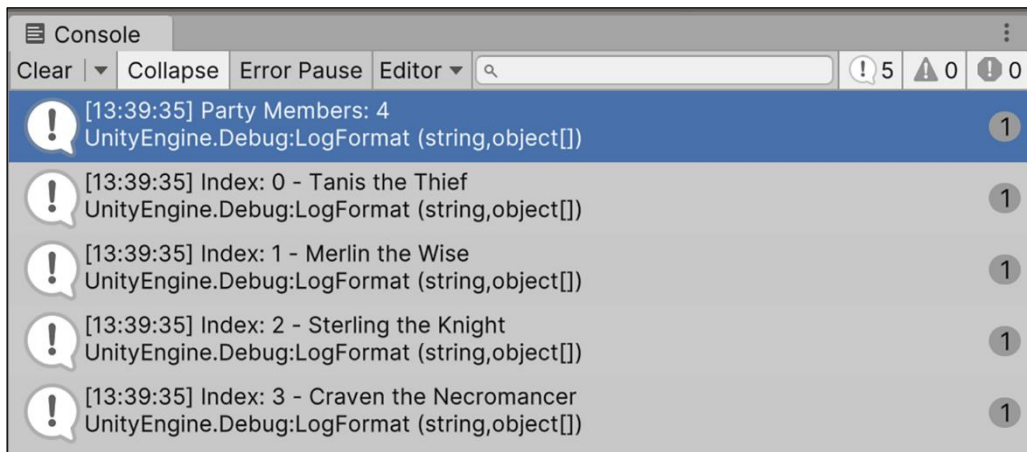 Console
Clear Collapse Error Pause Editor 5 0 0
[13:39:35] Party Members: 4
UnityEngine.Debug:LogFormat (string,object[])
1
[13:39:35] Index: 0 - Tanis the Thief
UnityEngine.Debug:LogFormat (string,object[])
1
[13:39:35] Index: 1 - Merlin the Wise
UnityEngine.Debug:LogFormat (string,object[])
1
[13:39:35] Index: 2 - Sterling the Knight
UnityEngine.Debug:LogFormat (string,object[])
1
[13:39:35] Index: 3 - Craven the Necromancer
UnityEngine.Debug:LogFormat (string,object[])
1